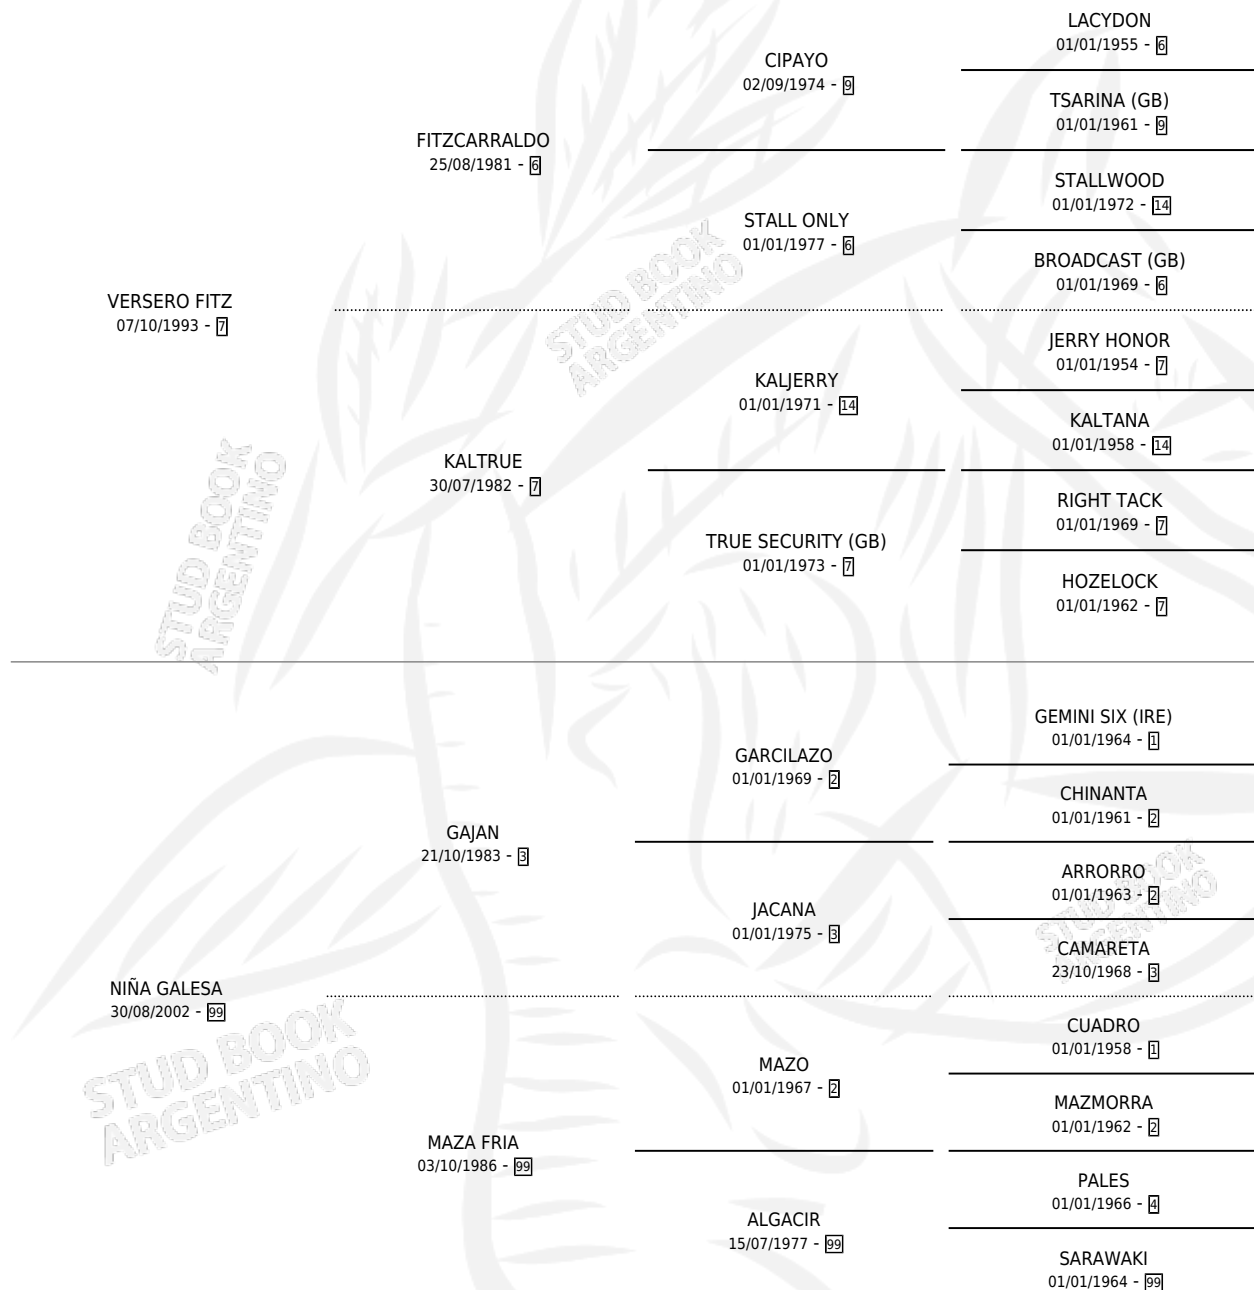 LACYDON
01/01/1955 - 6
CIPAYO
02/09/1974 - 9
TSARINA (GB)
01/01/1961 - 9
FITZCARRALDO
25/08/1981 - 6
STALLWOOD
01/01/1972 - 14
STALL ONLY
01/01/1977 - 6
BROADCAST (GB)
01/01/1969 - 6
VERSERO FITZ
07/10/1993 - 7
STUD BOOK
ARGENTINO
JERRY HONOR
01/01/1954 - 7
KALJERRY
01/01/1971 - 14
KALTANA
01/01/1958 - 14
KALTRUE
30/07/1982 - 7
RIGHT TACK
01/01/1969 - 7
TRUE SECURITY (GB)
01/01/1973 - 7
HOZELOCK
01/01/1962 - 7
STUD BOOK
ARGENTINO
GEMINI SIX (IRE)
01/01/1964 - 1
GARCILAZO
01/01/1969 - 2
CHINANTA
01/01/1961 - 2
GAJAN
21/10/1983 - 3
ARRORRO
01/01/1963 - 2
JACANA
01/01/1975 - 3
CAMARETA
23/10/1968 - 3
STUD BOOK
ARGENTINO
NIÑA GALESA
30/08/2002 - 99
CUADRO
01/01/1958 - 1
MAZO
01/01/1967 - 2
MAZMORRA
01/01/1962 - 2
STUD BOOK
ARGENTINO
MAZA FRIA
03/10/1986 - 99
PALES
01/01/1966 - 4
ALGACIR
15/07/1977 - 99
SARAWAKI
01/01/1964 - 99